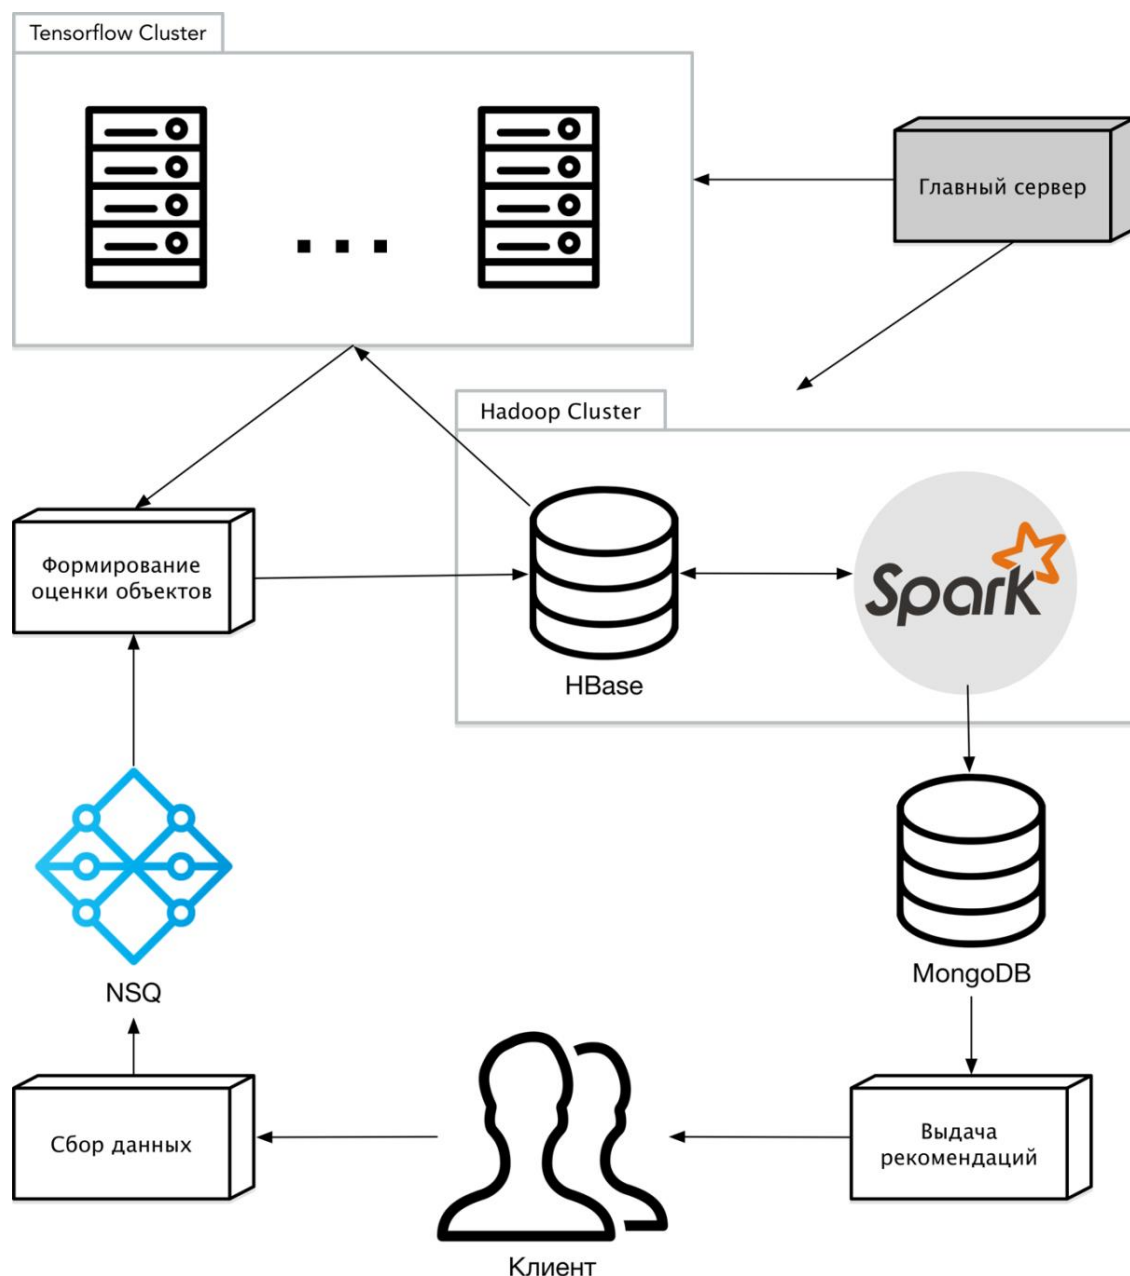 Tensorflow Cluster
Главный сервер
Hadoop Cluster
Формирование
оценки объектов
Spark
HBase
NSQ
MongoDB
Сбор данных
Выдача
рекомендаций
Клиент